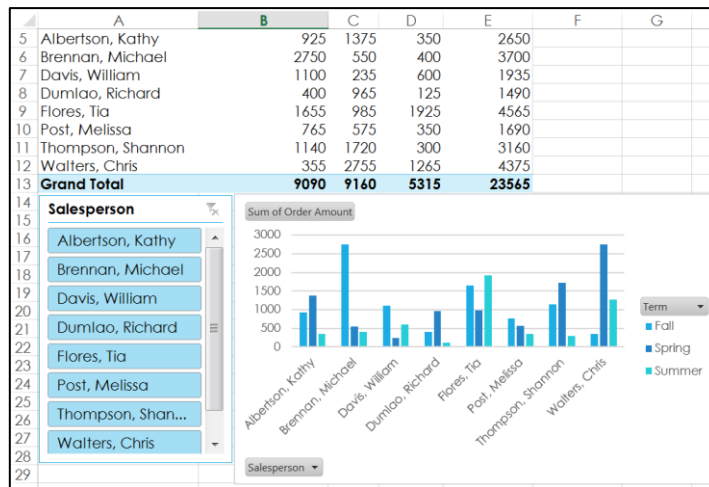 A B C D E F G
5 Albertson, Kathy 925 1375 350 2650
6 Brennan, Michael 2750 550 400 3700
7 Davis, William 1100 235 600 1935
8 Dumlao, Richard 400 965 125 1490
9 Flores, Tia 1655 985 1925 4565
10 Post, Melissa 765 575 350 1690
11 Thompson, Shannon 1140 1720 300 3160
12 Walters, Chris 355 2755 1265 4375
13 Grand Total 9090 9160 5315 23565
14
15
16
17
18
19
20
21
22
23
24
25
26
27
28
29
Salesperson
Albertson, Kathy
Brennan, Michael
Davis, William
Dumlao, Richard
Flores, Tia
Post, Melissa
Thompson, Shan...
Walters, Chris
Sum of Order Amount
3000
2500
2000
1500
1000
500
0
Albertson, Kathy
Brennan, Michael
Davis, William
Dumlao, Richard
Flores, Tia
Post, Melissa
Thompson, Shannon
Walters, Chris
Term
Fall
Spring
Summer
Salesperson